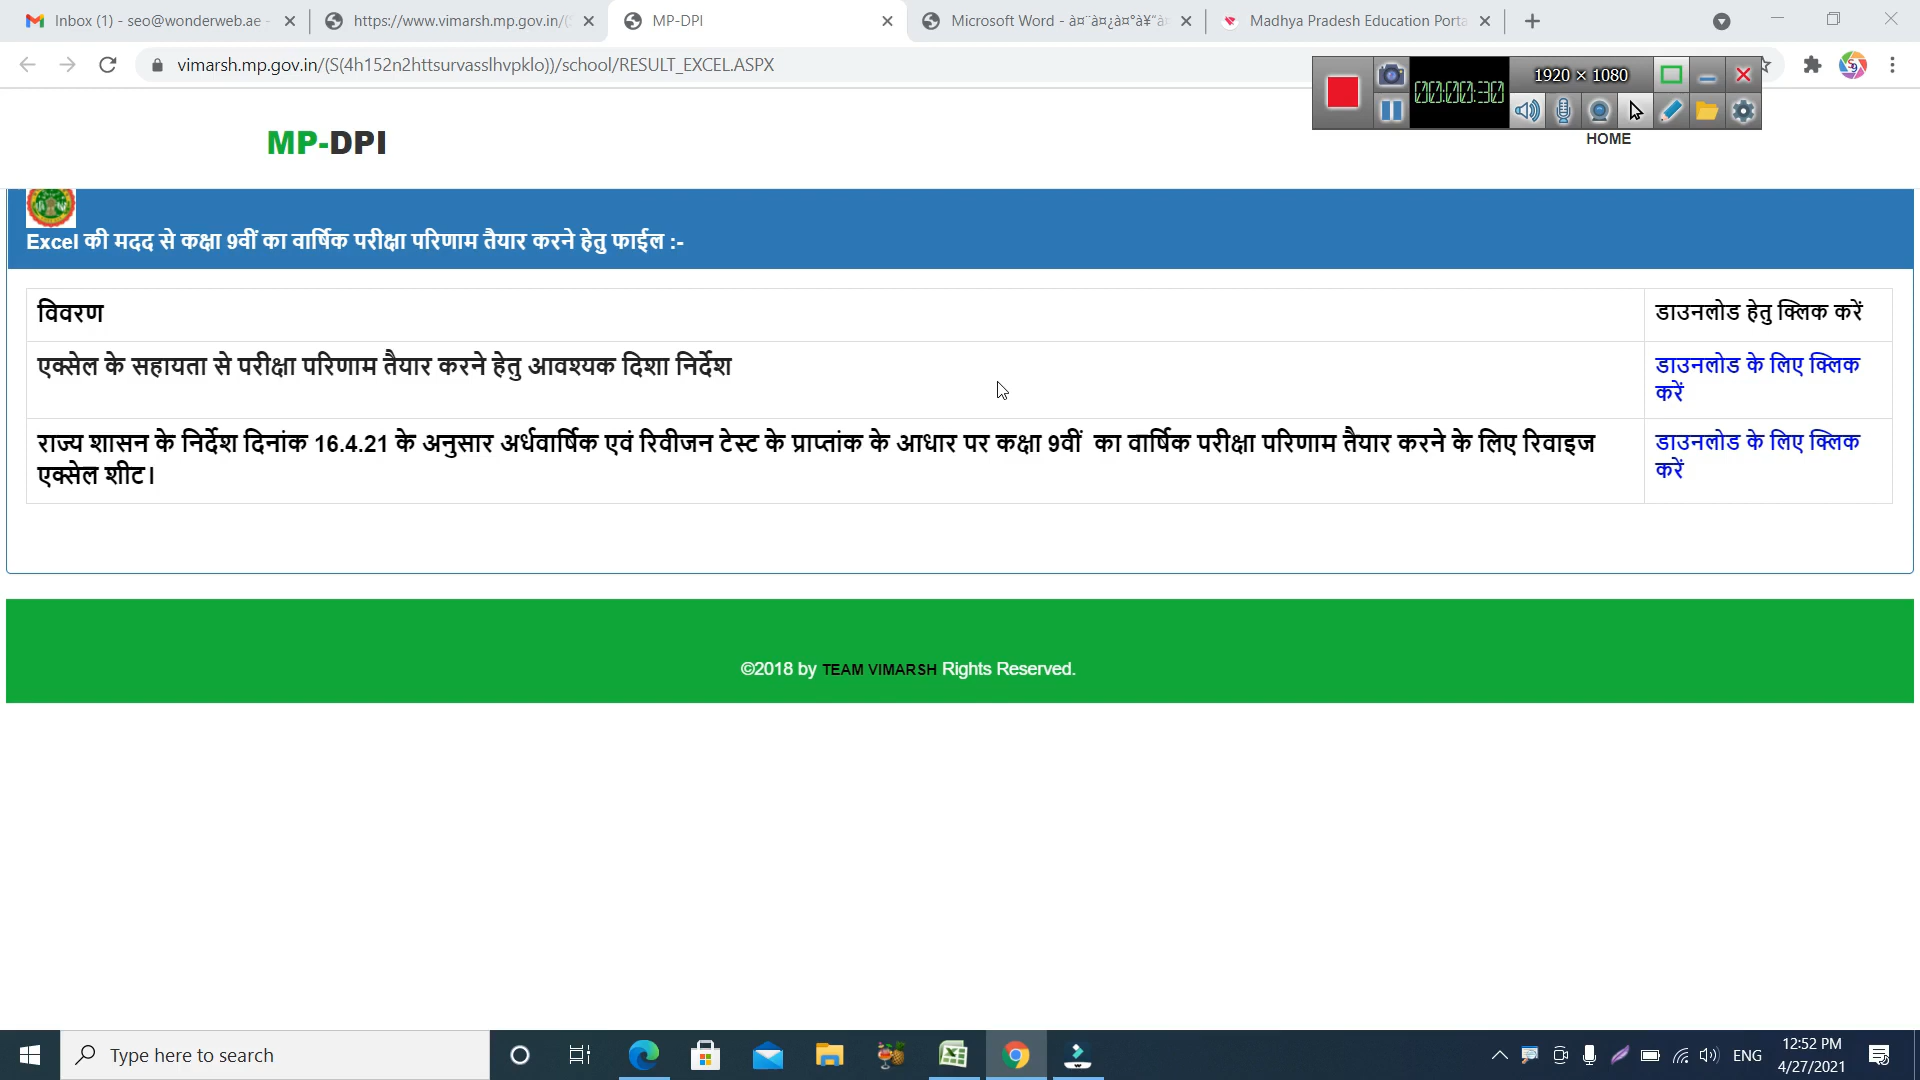 Inbox (1) - seo@wonderweb.ae -
https://www.vimarsh.mp.gov.in/(S
MP-DPI
Microsoft Word - à¤¨à¤¿à¤°à¥
Madhya Pradesh Education Porta
vimarsh.mp.gov.in/(S(4h152n2httsurvasslhvpklo))/school/RESULT_EXCEL.ASPX
1920 × 1080
00:00:30
MP-DPI
HOME
Excel की मदद से कक्षा 9वीं का वार्षिक परीक्षा परिणाम तैयार करने हेतु फाईल :-
विवरण
डाउनलोड हेतु क्लिक करें
एक्सेल के सहायता से परीक्षा परिणाम तैयार करने हेतु आवश्यक दिशा निर्देश
डाउनलोड के लिए क्लिक
करें
राज्य शासन के निर्देश दिनांक 16.4.21 के अनुसार अर्धवार्षिक एवं रिवीजन टेस्ट के प्राप्तांक के आधार पर कक्षा 9वीं का वार्षिक परीक्षा परिणाम तैयार करने के लिए रिवाइज
एक्सेल शीट।
डाउनलोड के लिए क्लिक
करें
©2018 by TEAM VIMARSH Rights Reserved.
Type here to search
ENG
12:52 PM
4/27/2021